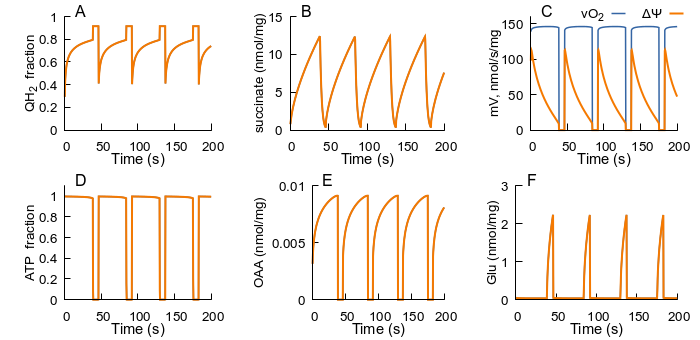 A
1
0.8
0.6
0.4
0.2
0
QH2 fraction
0 50 100 150 200
Time (s)
B
15
10
5
0
succinate (nmol/mg)
0 50 100 150 200
Time (s)
C
vO2 ΔΨ
150
100
50
0
mV, nmol/s/mg
0 50 100 150 200
Time (s)
D
1
0.8
0.6
0.4
0.2
0
ATP fraction
0 50 100 150 200
Time (s)
E
0.01
0.005
0
OAA (nmol/mg)
0 50 100 150 200
Time (s)
F
3
2
1
0
Glu (nmol/mg)
0 50 100 150 200
Time (s)